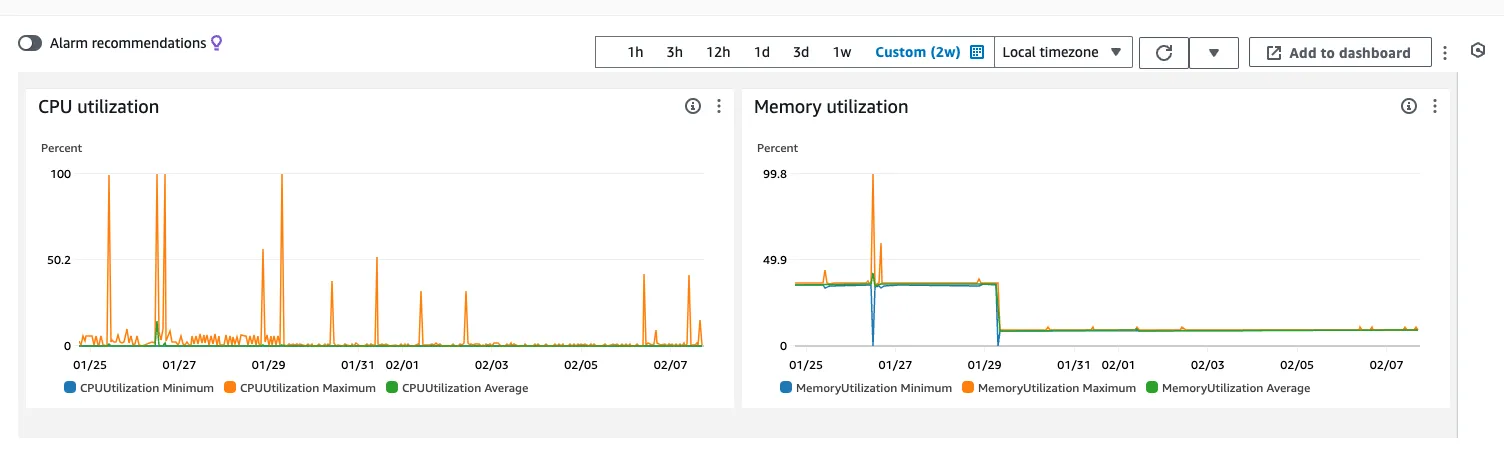 Alarm recommendations
1h 3h 12h 1d 3d 1w Custom (2w) Local timezone Add to dashboard
CPU utilization
Percent
100
50.2
0
01/25 01/27 01/29 01/31 02/01 02/03 02/05 02/07
CPUUtilization Minimum CPUUtilization Maximum CPUUtilization Average
Memory utilization
Percent
99.8
49.9
0
01/25 01/27 01/29 01/31 02/01 02/03 02/05 02/07
MemoryUtilization Minimum MemoryUtilization Maximum MemoryUtilization Average